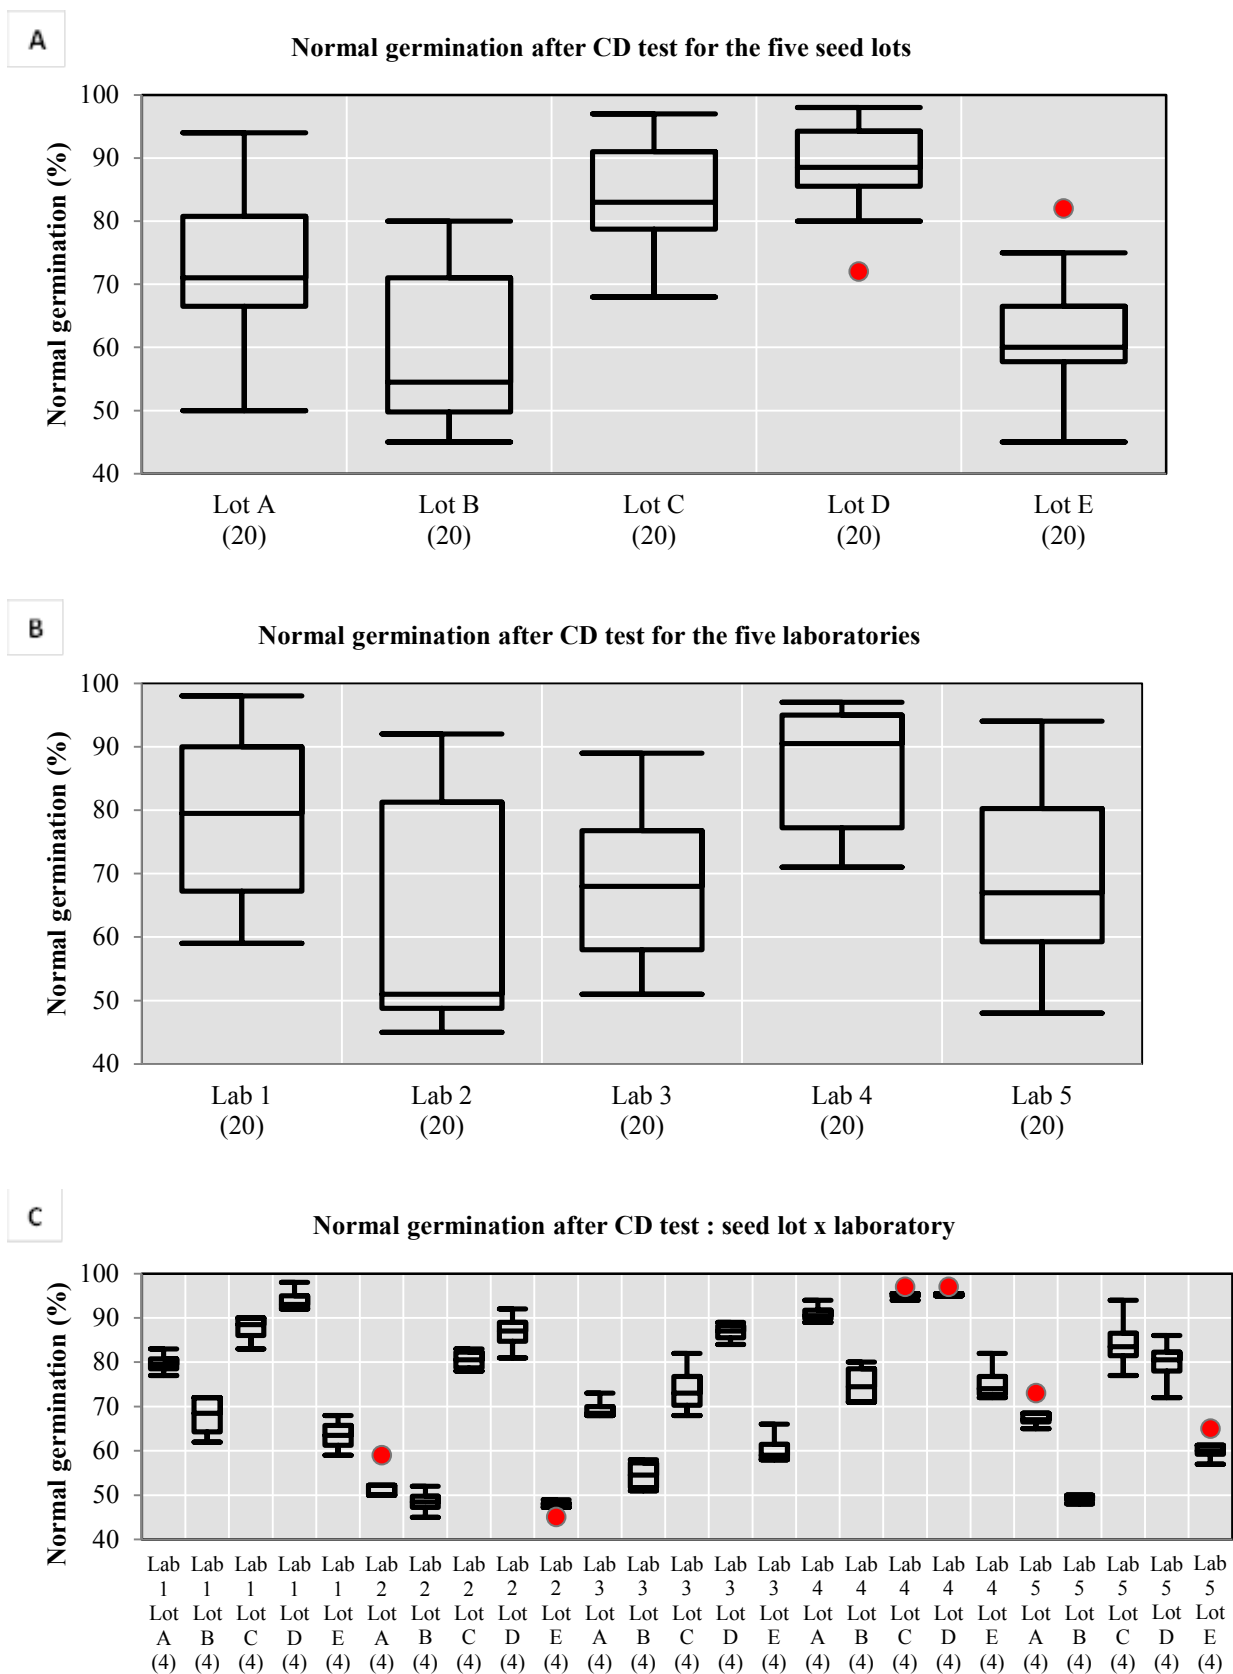 A
Normal germination after CD test for the five seed lots
Normal germination (%)
100
90
80
70
60
50
40
Lot A Lot B Lot C Lot D Lot E
(20) (20) (20) (20) (20)
B
Normal germination after CD test for the five laboratories
Normal germination (%)
100
90
80
70
60
50
40
Lab 1 Lab 2 Lab 3 Lab 4 Lab 5
(20) (20) (20) (20) (20)
C
Normal germination after CD test : seed lot x laboratory
Normal germination (%)
100
90
80
70
60
50
40
Lab Lab Lab Lab Lab Lab Lab Lab Lab Lab Lab Lab Lab Lab Lab Lab Lab Lab Lab Lab Lab Lab Lab Lab Lab
1 1 1 1 1 2 2 2 2 2 3 3 3 3 3 4 4 4 4 4 5 5 5 5 5
Lot Lot Lot Lot Lot Lot Lot Lot Lot Lot Lot Lot Lot Lot Lot Lot Lot Lot Lot Lot Lot Lot Lot Lot Lot
A B C D E A B C D E A B C D E A B C D E A B C D E
(4) (4) (4) (4) (4) (4) (4) (4) (4) (4) (4) (4) (4) (4) (4) (4) (4) (4) (4) (4) (4) (4) (4) (4) (4)